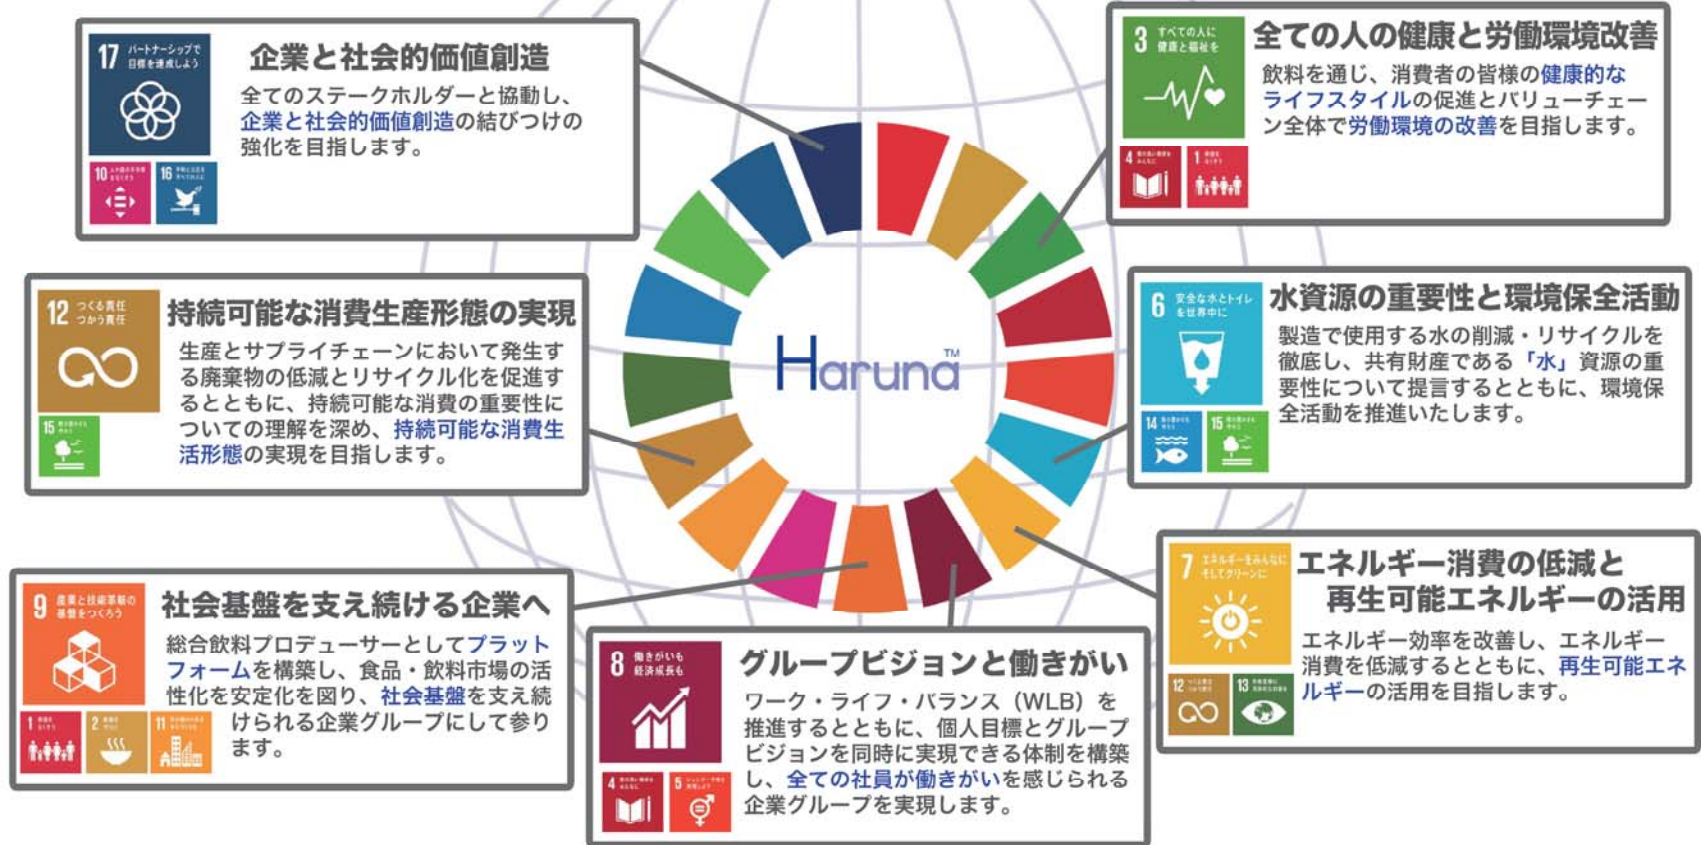 17 パートナーシップで
目標を達成しよう
企業と社会的価値創造
全てのステークホルダーと協動し、
企業と社会的価値創造の結びつけの
強化を目指します。
10
16
3 すべての人に
健康と福祉を
全ての人の健康と労働環境改善
飲料を通じ、消費者の皆様の健康的な
ライフスタイルの促進とバリューチェー
ン全体で労働環境の改善を目指します。
4
1
12 つくる責任
つかう責任
持続可能な消費生産形態の実現
生産とサプライチェーンにおいて発生す
る廃棄物の低減とリサイクル化を促進す
るとともに、持続可能な消費の重要性に
ついての理解を深め、持続可能な消費生
活形態の実現を目指します。
15
Haruna™
6 安全な水とトイレ
を世界中に
水資源の重要性と環境保全活動
製造で使用する水の削減・リサイクルを
徹底し、共有財産である「水」資源の重
要性について提言するとともに、環境保
全活動を推進いたします。
14
15
9 産業と技術革新の
基盤をつくろう
社会基盤を支え続ける企業へ
総合飲料プロデューサーとしてプラット
フォームを構築し、食品・飲料市場の活
性化を安定化を図り、社会基盤を支え続
けられる企業グループにして参り
ます。
1
2
11
8 働きがいも
経済成長も
グループビジョンと働きがい
ワーク・ライフ・バランス（WLB）を
推進するとともに、個人目標とグループ
ビジョンを同時に実現できる体制を構築
し、全ての社員が働きがいを感じられる
企業グループを実現します。
4
5
7 エネルギーをみんなに
そしてクリーンに
エネルギー消費の低減と
再生可能エネルギーの活用
エネルギー効率を改善し、エネルギー
消費を低減するとともに、再生可能エネ
ルギーの活用を目指します。
12
13